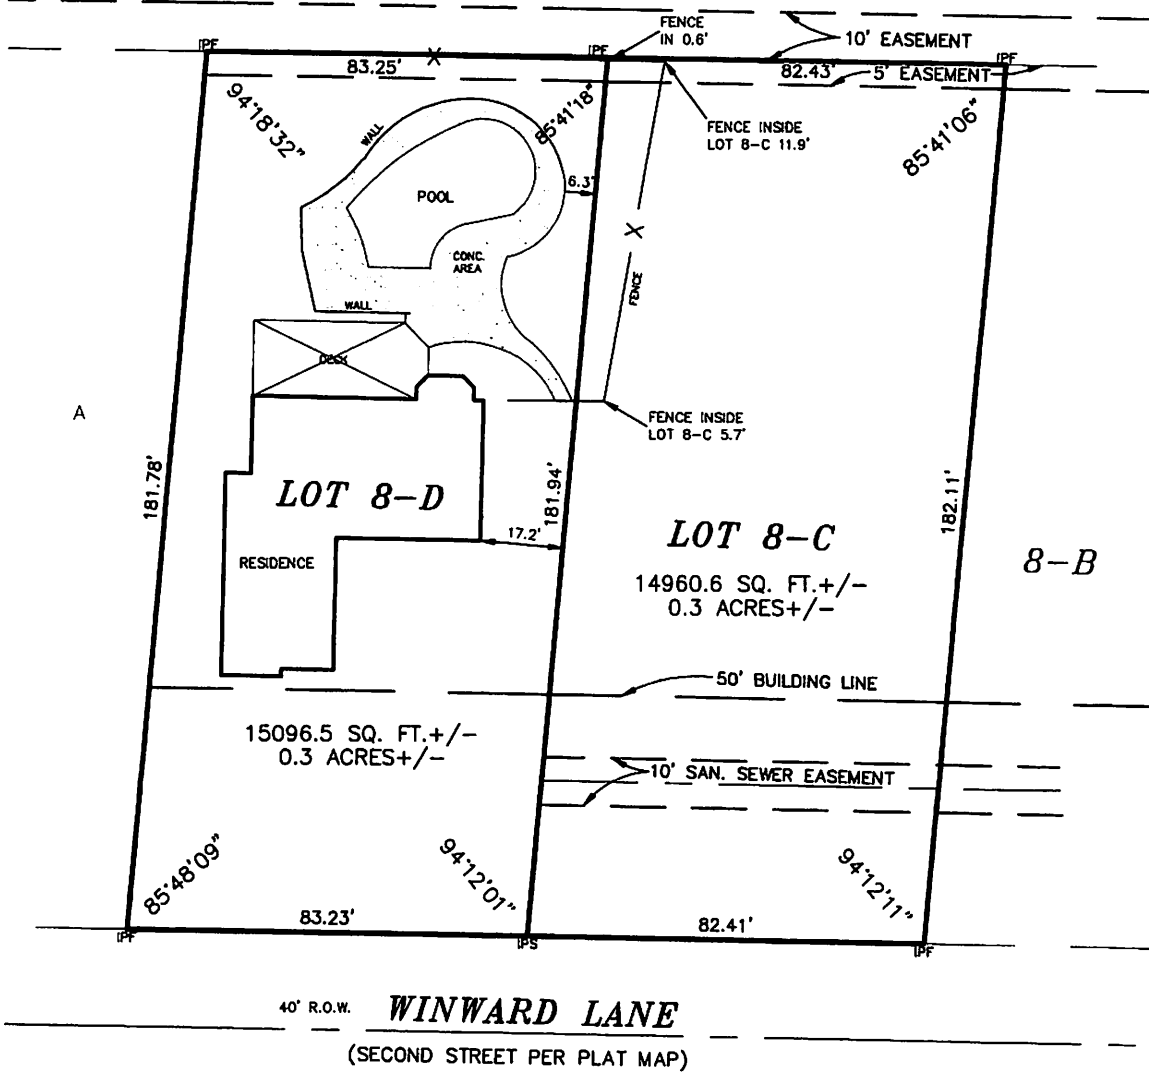 FENCE
IN 0.6'
10' EASEMENT
IPF
IPF
IPF
83.25'
X
82.43'
5' EASEMENT
94°18'32"
85°41'18"
85°41'06"
WALL
FENCE INSIDE
LOT 8-C 11.9'
POOL
6.3'
X
CONC.
AREA
FENCE
WALL
DECK
A
FENCE INSIDE
LOT 8-C 5.7'
181.78'
LOT 8-D
181.94'
182.11'
17.2'
LOT 8-C
RESIDENCE
8-B
14960.6 SQ. FT.+/-
0.3 ACRES+/-
50' BUILDING LINE
15096.5 SQ. FT.+/-
0.3 ACRES+/-
10' SAN. SEWER EASEMENT
85°48'09"
94°12'01"
94°12'11"
83.23'
82.41'
IPF
IPS
IPF
40' R.O.W.
WINWARD LANE
(SECOND STREET PER PLAT MAP)